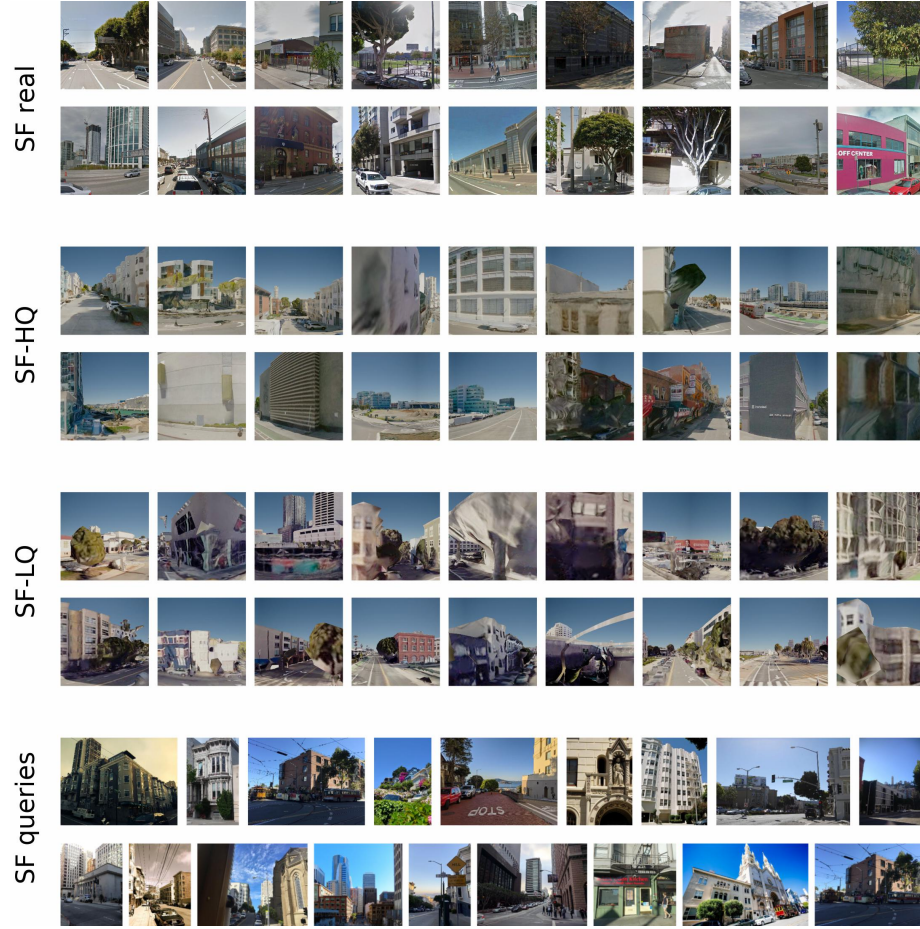 SF real
OFF CENTER
SF-HQ
SF-LQ
SF queries
STOP